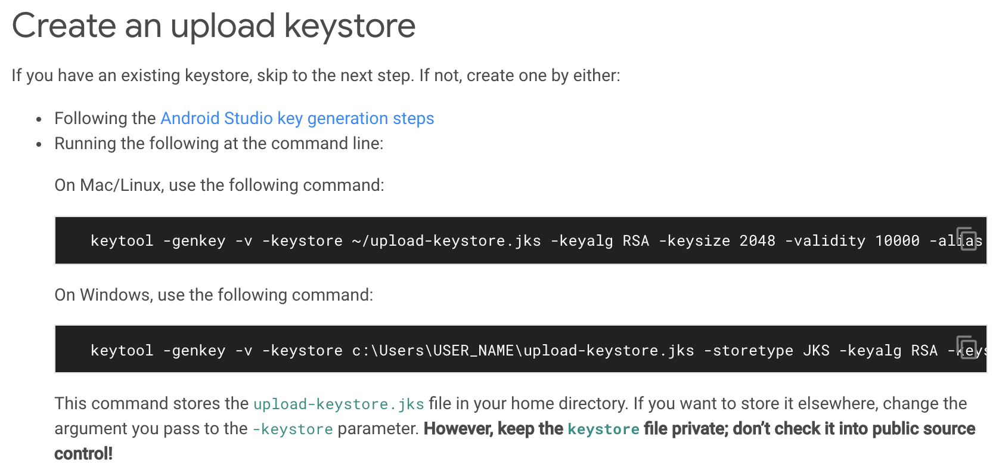 Create an upload keystore
If you have an existing keystore, skip to the next step. If not, create one by either:
• Following the Android Studio key generation steps
• Running the following at the command line:
On Mac/Linux, use the following command:
keytool -genkey -v -keystore ~/upload-keystore.jks -keyalg RSA -keysize 2048 -validity 10000 -alias
On Windows, use the following command:
keytool -genkey -v -keystore c:\Users\USER_NAME\upload-keystore.jks -storetype JKS -keyalg RSA -keys
This command stores the upload-keystore.jks file in your home directory. If you want to store it elsewhere, change the
argument you pass to the -keystore parameter. However, keep the keystore file private; don’t check it into public source
control!